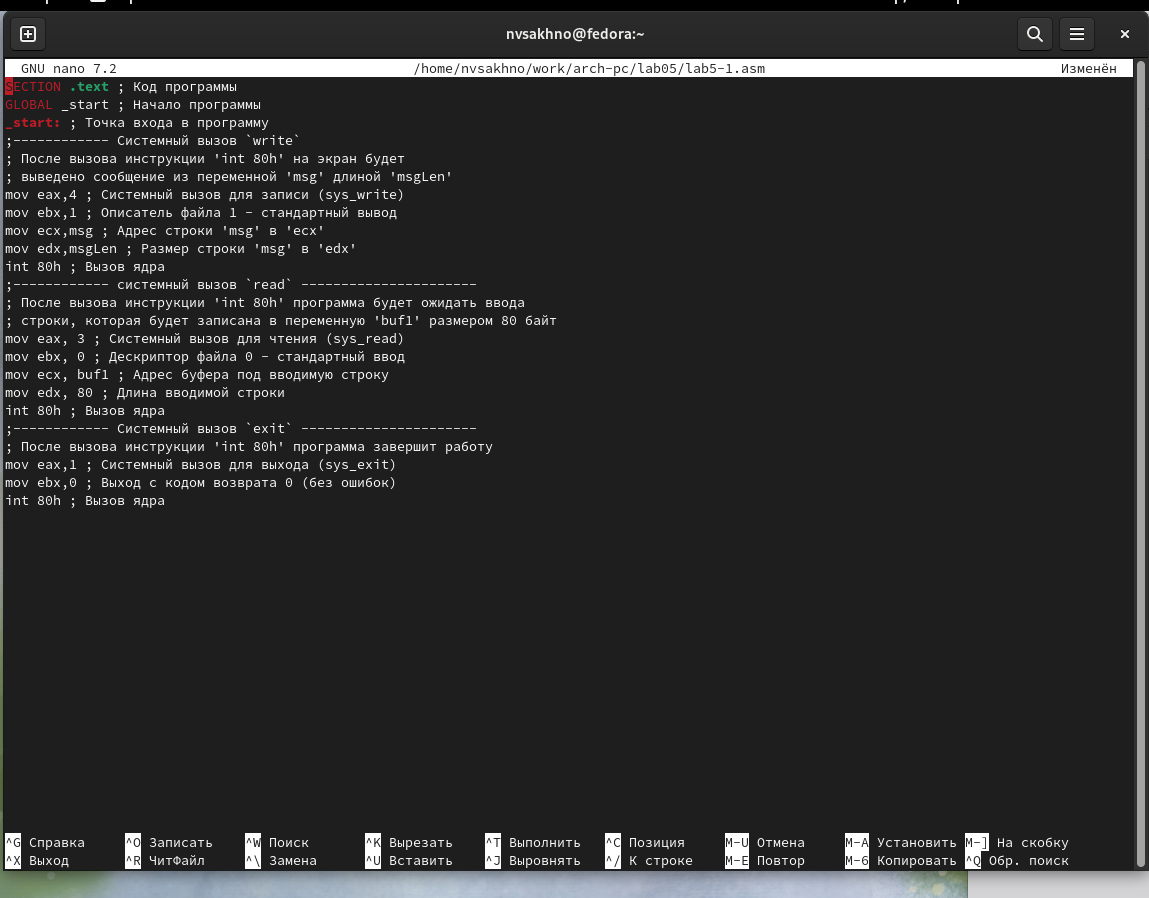 nvsakhno@fedora:~
GNU nano 7.2 /home/nvsakhno/work/arch-pc/lab05/lab5-1.asm Изменён
SECTION .text ; Код программы
GLOBAL _start ; Начало программы
_start: ; Точка входа в программу
;------------ Системный вызов `write`
; После вызова инструкции 'int 80h' на экран будет
; выведено сообщение из переменной 'msg' длиной 'msgLen'
mov eax,4 ; Системный вызов для записи (sys_write)
mov ebx,1 ; Описатель файла 1 - стандартный вывод
mov ecx,msg ; Адрес строки 'msg' в 'ecx'
mov edx,msgLen ; Размер строки 'msg' в 'edx'
int 80h ; Вызов ядра
;------------ системный вызов `read` ----------------------
; После вызова инструкции 'int 80h' программа будет ожидать ввода
; строки, которая будет записана в переменную 'buf1' размером 80 байт
mov eax, 3 ; Системный вызов для чтения (sys_read)
mov ebx, 0 ; Дескриптор файла 0 - стандартный ввод
mov ecx, buf1 ; Адрес буфера под вводимую строку
mov edx, 80 ; Длина вводимой строки
int 80h ; Вызов ядра
;------------ Системный вызов `exit` ----------------------
; После вызова инструкции 'int 80h' программа завершит работу
mov eax,1 ; Системный вызов для выхода (sys_exit)
mov ebx,0 ; Выход с кодом возврата 0 (без ошибок)
int 80h ; Вызов ядра
^G Справка ^O Записать ^W Поиск ^K Вырезать ^T Выполнить ^C Позиция M-U Отмена M-A Установить M-] На скобку
^X Выход ^R ЧитФайл ^\ Замена ^U Вставить ^J Выровнять ^/ К строке M-E Повтор M-6 Копировать ^Q Обр. поиск